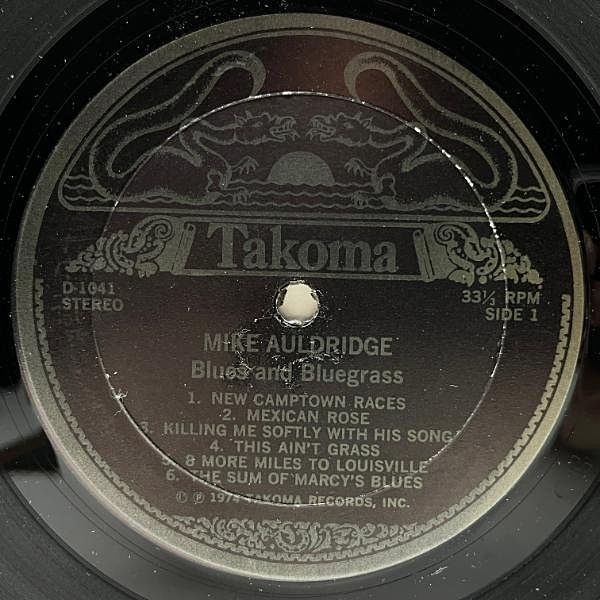 Takoma
D-1041
STEREO
33⅓ RPM
SIDE 1
MIKE AULDRIDGE
Blues and Bluegrass
1. NEW CAMPTOWN RACES
2. MEXICAN ROSE
3. KILLING ME SOFTLY WITH HIS SONG
4. THIS AIN'T GRASS
5. 8 MORE MILES TO LOUISVILLE
6. THE SUM OF MARCY'S BLUES
© ℗ 1974 TAKOMA RECORDS, INC.